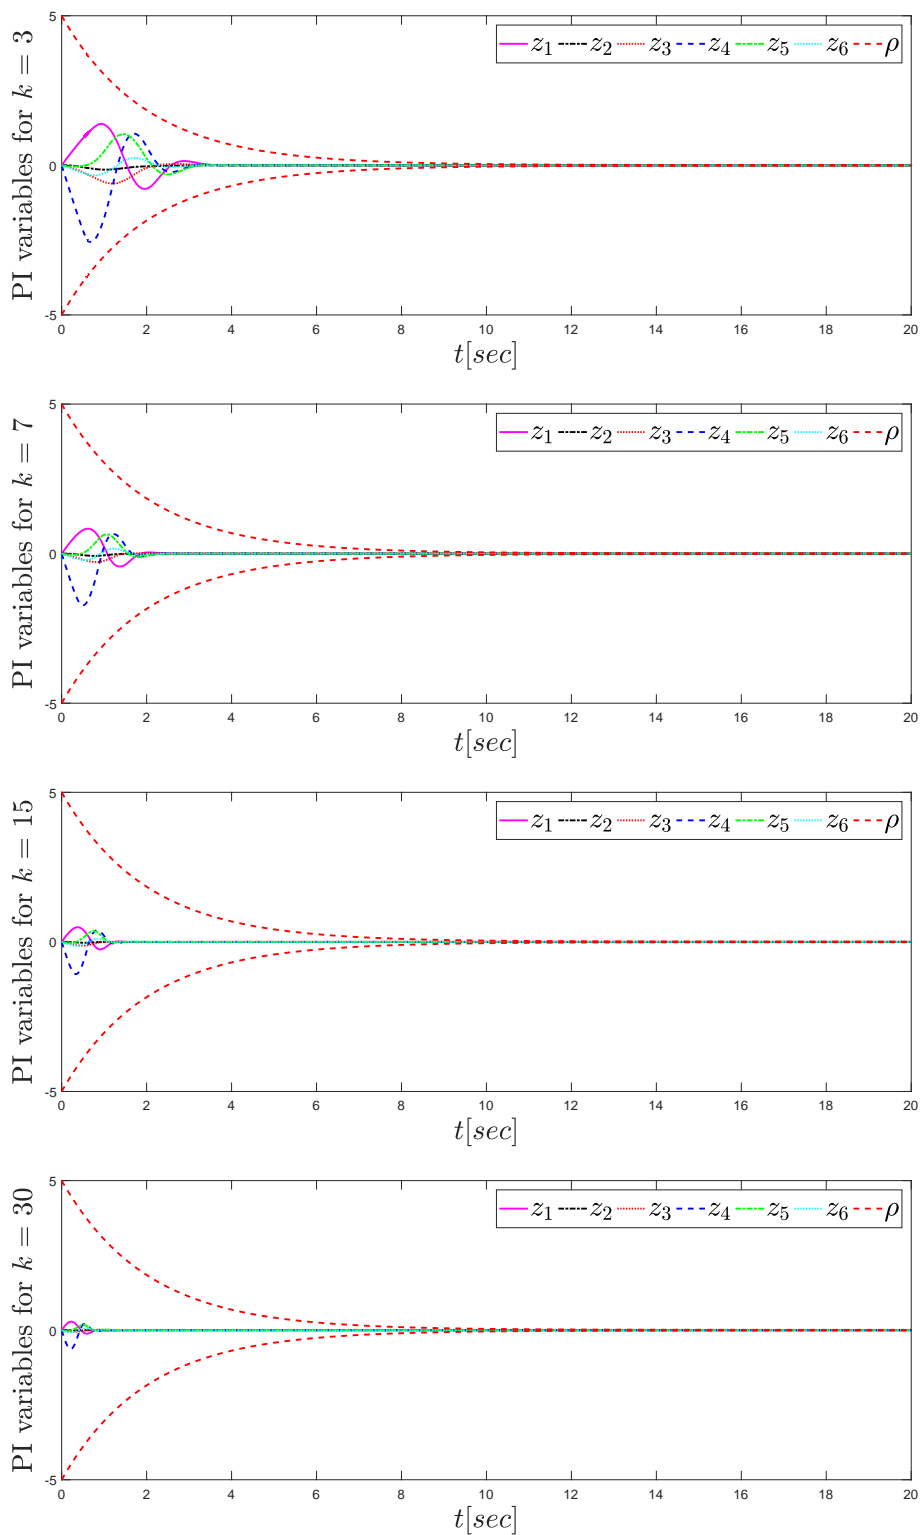 PI variables for k = 3
5
0
-5
z1 z2 z3 z4 z5 z6 ρ
0 2 4 6 8 10 12 14 16 18 20
t[sec]
PI variables for k = 7
5
0
-5
z1 z2 z3 z4 z5 z6 ρ
0 2 4 6 8 10 12 14 16 18 20
t[sec]
PI variables for k = 15
5
0
-5
z1 z2 z3 z4 z5 z6 ρ
0 2 4 6 8 10 12 14 16 18 20
t[sec]
PI variables for k = 30
5
0
-5
z1 z2 z3 z4 z5 z6 ρ
0 2 4 6 8 10 12 14 16 18 20
t[sec]